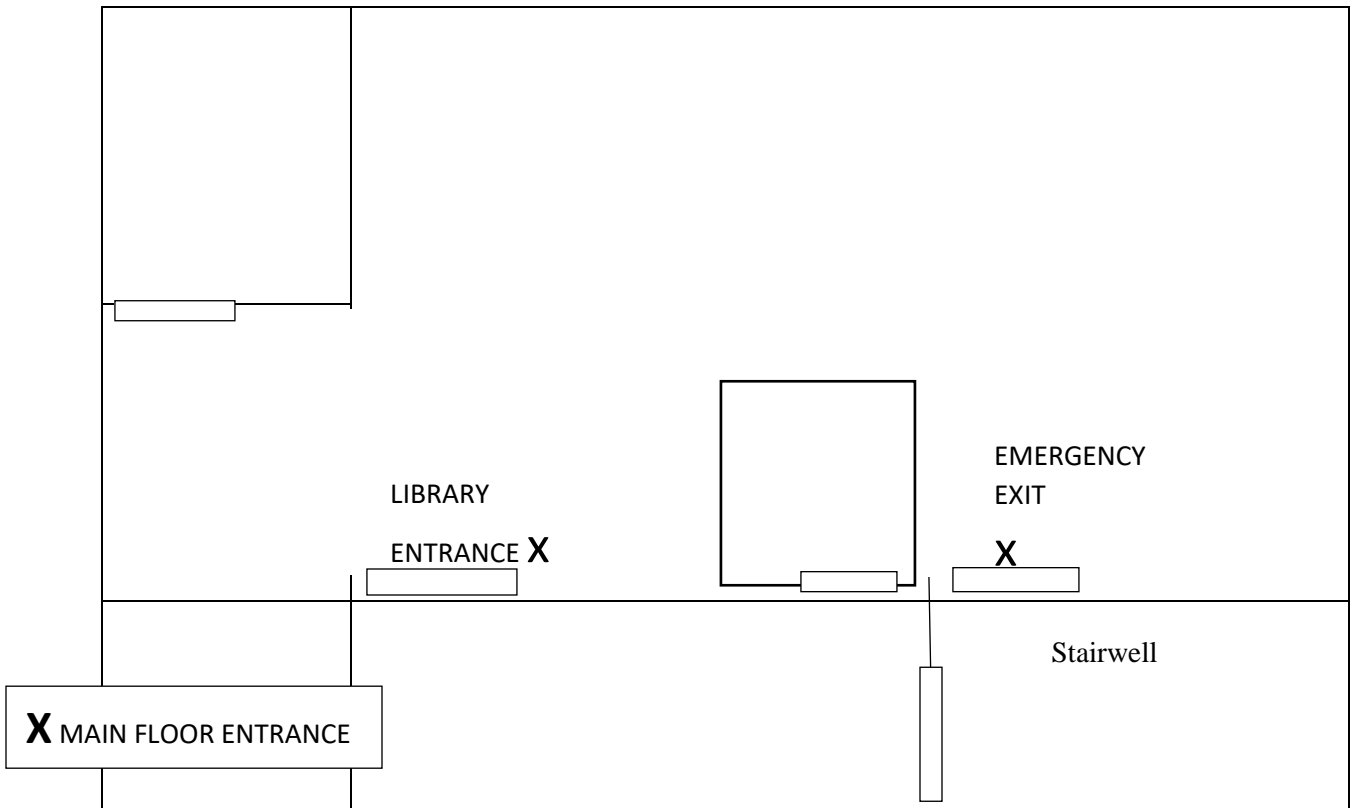 EMERGENCY
EXIT
X
LIBRARY
ENTRANCE X
Stairwell
X MAIN FLOOR ENTRANCE